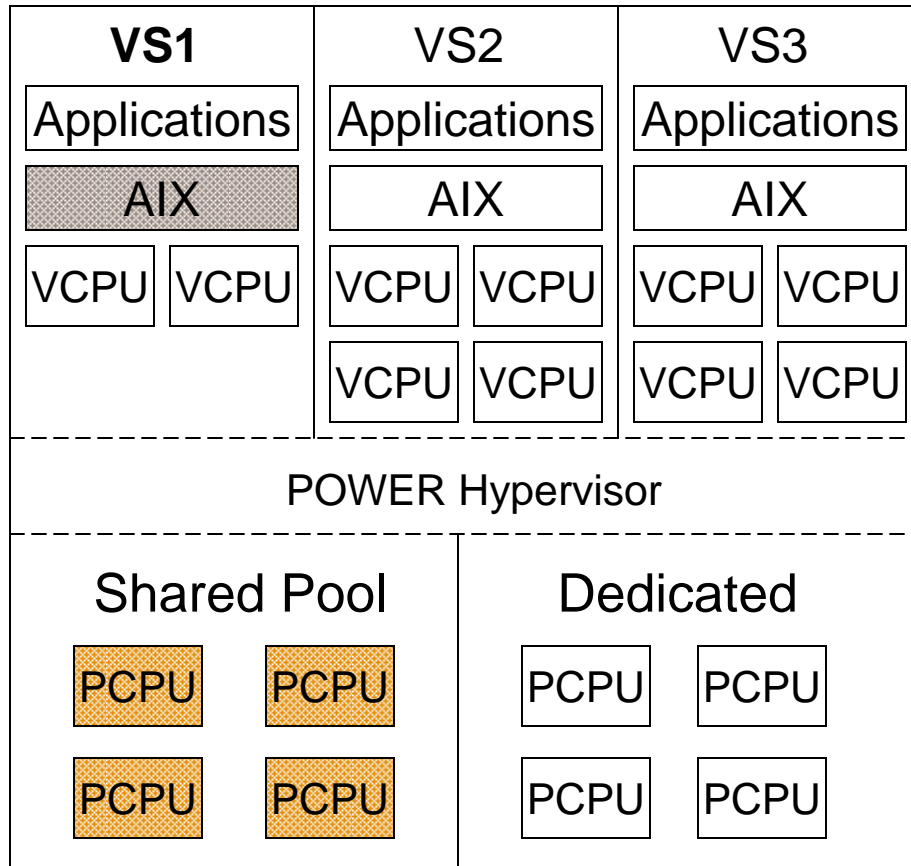 VS1 VS2 VS3
Applications Applications Applications
AIX AIX AIX
VCPU VCPU VCPU VCPU VCPU VCPU
VCPU VCPU VCPU VCPU
POWER Hypervisor
Shared Pool Dedicated
PCPU PCPU PCPU PCPU
PCPU PCPU PCPU PCPU